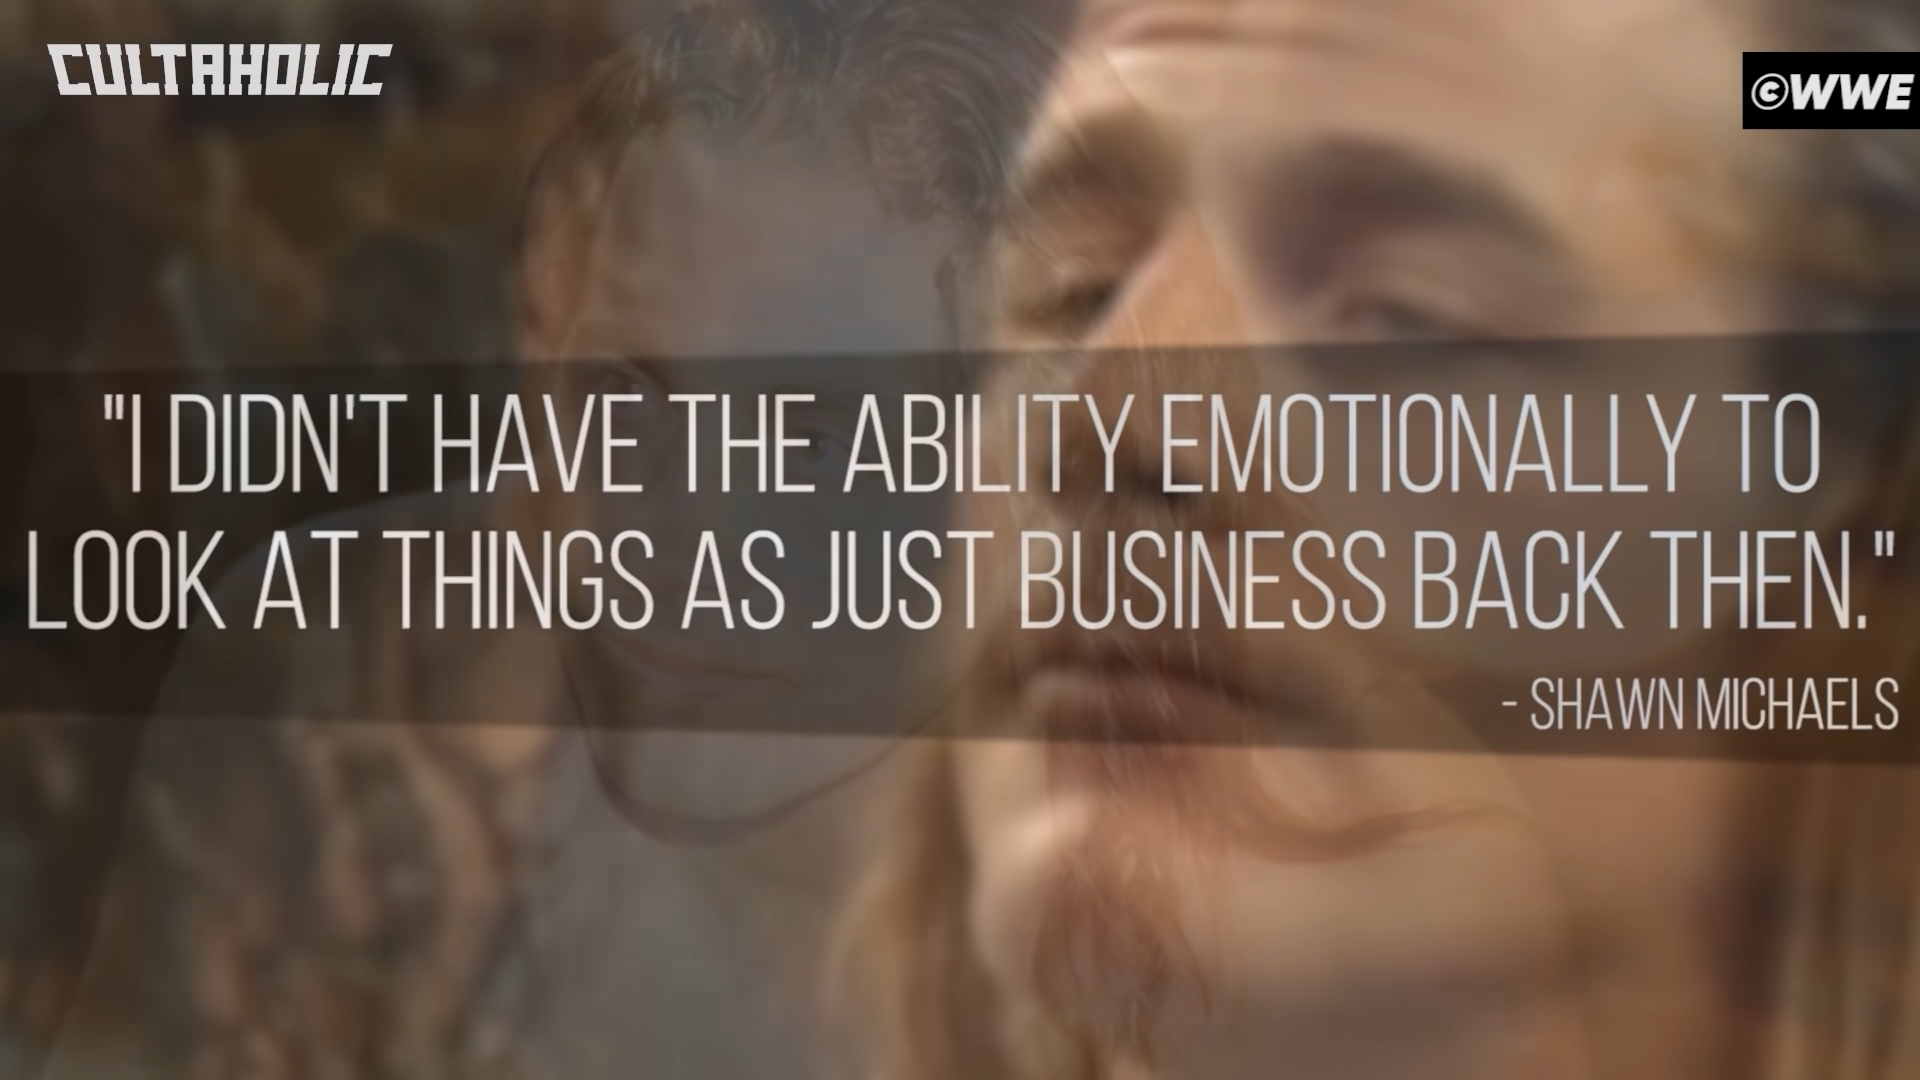 CULTAHOLIC
©WWE
"I DIDN'T HAVE THE ABILITY EMOTIONALLY TO
LOOK AT THINGS AS JUST BUSINESS BACK THEN."
- SHAWN MICHAELS